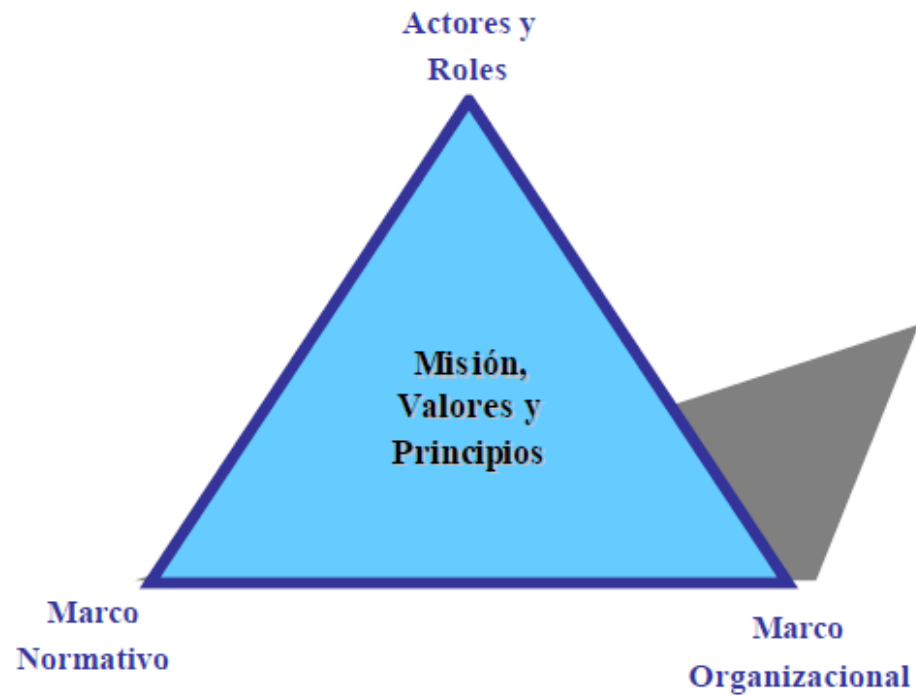 Actores y
Roles
Misión,
Valores y
Principios
Marco
Normativo
Marco
Organizacional